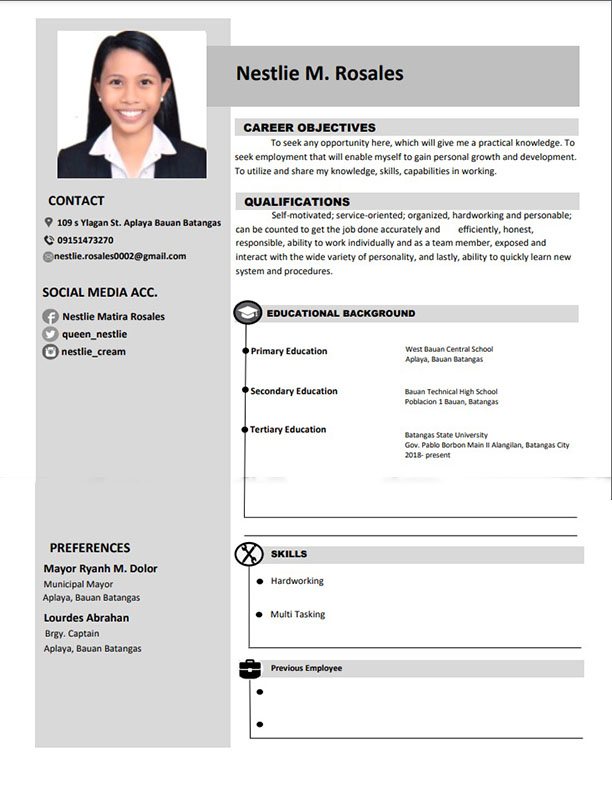 Nestlie M. Rosales
CONTACT
109 s Ylagan St. Aplaya Bauan Batangas
09151473270
nestlie.rosales0002@gmail.com
SOCIAL MEDIA ACC.
Nestlie Matira Rosales
queen_nestlie
nestlie_cream
PREFERENCES
Mayor Ryanh M. Dolor
Municipal Mayor
Aplaya, Bauan Batangas
Lourdes Abrahan
Brgy. Captain
Aplaya, Bauan Batangas
CAREER OBJECTIVES
To seek any opportunity here, which will give me a practical knowledge. To
seek employment that will enable myself to gain personal growth and development.
To utilize and share my knowledge, skills, capabilities in working.
QUALIFICATIONS
Self-motivated; service-oriented; organized, hardworking and personable;
can be counted to get the job done accurately and efficiently, honest,
responsible, ability to work individually and as a team member, exposed and
interact with the wide variety of personality, and lastly, ability to quickly learn new
system and procedures.
EDUCATIONAL BACKGROUND
Primary Education
West Bauan Central School
Aplaya, Bauan Batangas
Secondary Education
Bauan Technical High School
Poblacion 1 Bauan, Batangas
Tertiary Education
Batangas State University
Gov. Pablo Borbon Main II Alangilan, Batangas City
2018- present
SKILLS
Hardworking
Multi Tasking
Previous Employee